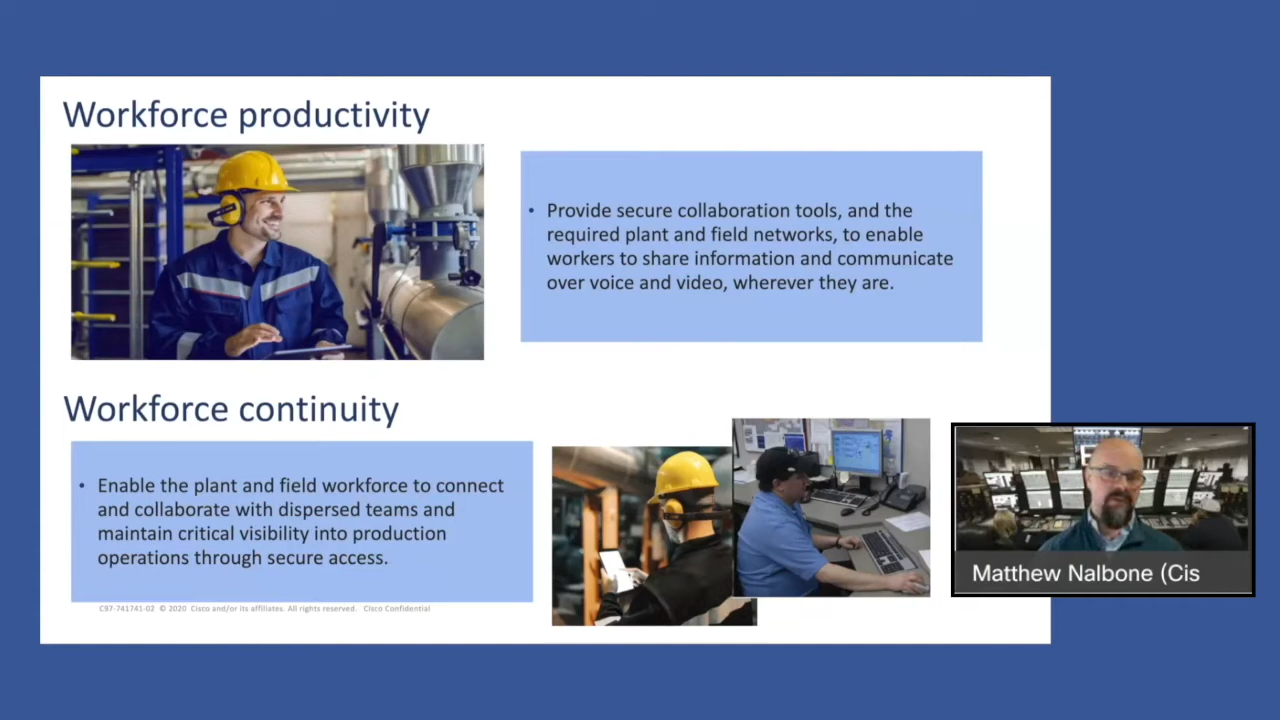 Workforce productivity
• Provide secure collaboration tools, and the
required plant and field networks, to enable
workers to share information and communicate
over voice and video, wherever they are.
Workforce continuity
• Enable the plant and field workforce to connect
and collaborate with dispersed teams and
maintain critical visibility into production
operations through secure access.
C97-741741-02 © 2020 Cisco and/or its affiliates. All rights reserved. Cisco Confidential
Matthew Nalbone (Cis